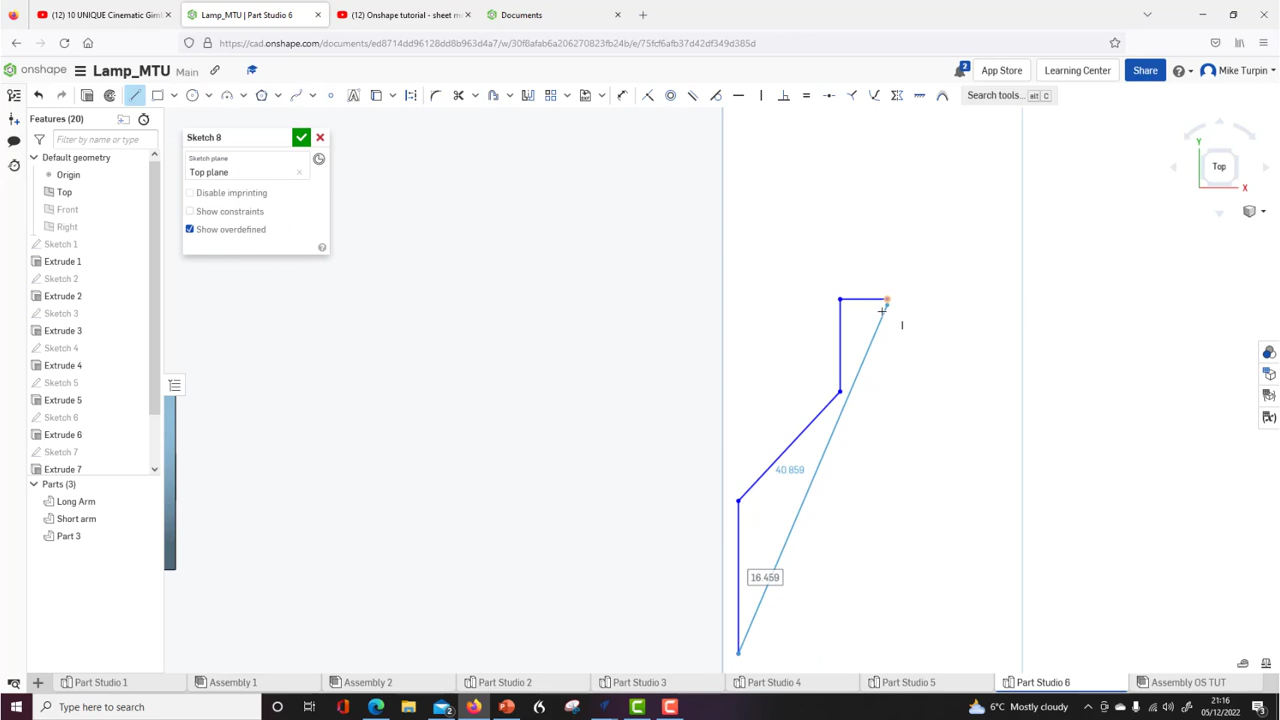 (12) 10 UNIQUE Cinematic Gim
Lamp_MTU | Part Studio 6
(12) Onshape tutorial - sheet m
Documents
https://cad.onshape.com/documents/ed8714dd96128dd8b963d4a7/w/30f8afab6a206270823fb24b/e/75fcf6afb37d42df349d385d
onshape
Lamp_MTU
Main
2
App Store
Learning Center
Share
Mike Turpin
Search tools...
alt
C
Features (20)
Filter by name or type
Default geometry
Origin
Top
Front
Right
Sketch 1
Extrude 1
Sketch 2
Extrude 2
Sketch 3
Extrude 3
Sketch 4
Extrude 4
Sketch 5
Extrude 5
Sketch 6
Extrude 6
Sketch 7
Extrude 7
Parts (3)
Long Arm
Short arm
Part 3
Sketch 8
Sketch plane
Top plane
Disable imprinting
Show constraints
Show overdefined
Y
Top
X
40.859
16.459
Part Studio 1
Assembly 1
Assembly 2
Part Studio 2
Part Studio 3
Part Studio 4
Part Studio 5
Part Studio 6
Assembly OS TUT
Type here to search
6°C Mostly cloudy
21:16
05/12/2022